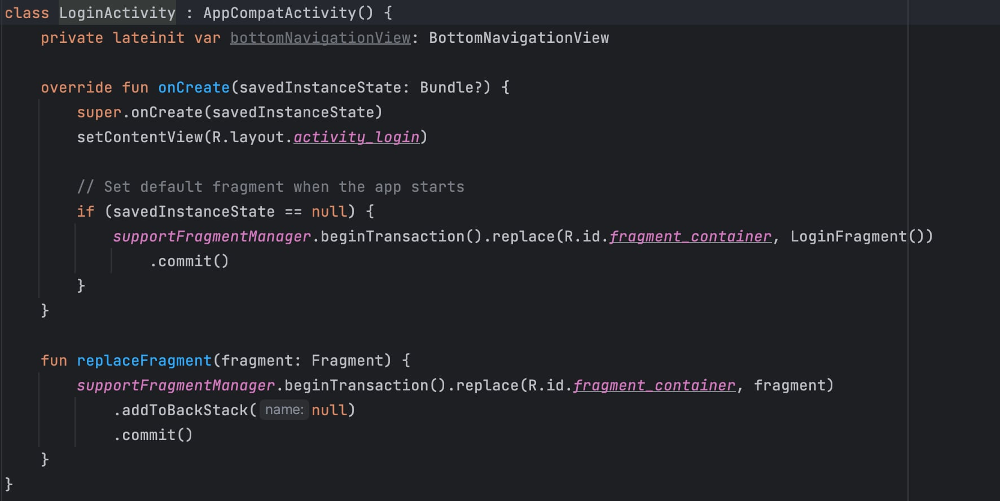 class LoginActivity : AppCompatActivity() {
    private lateinit var bottomNavigationView: BottomNavigationView

    override fun onCreate(savedInstanceState: Bundle?) {
        super.onCreate(savedInstanceState)
        setContentView(R.layout.activity_login)

        // Set default fragment when the app starts
        if (savedInstanceState == null) {
            supportFragmentManager.beginTransaction().replace(R.id.fragment_container, LoginFragment())
                .commit()
        }
    }

    fun replaceFragment(fragment: Fragment) {
        supportFragmentManager.beginTransaction().replace(R.id.fragment_container, fragment)
            .addToBackStack( name: null)
            .commit()
    }
}